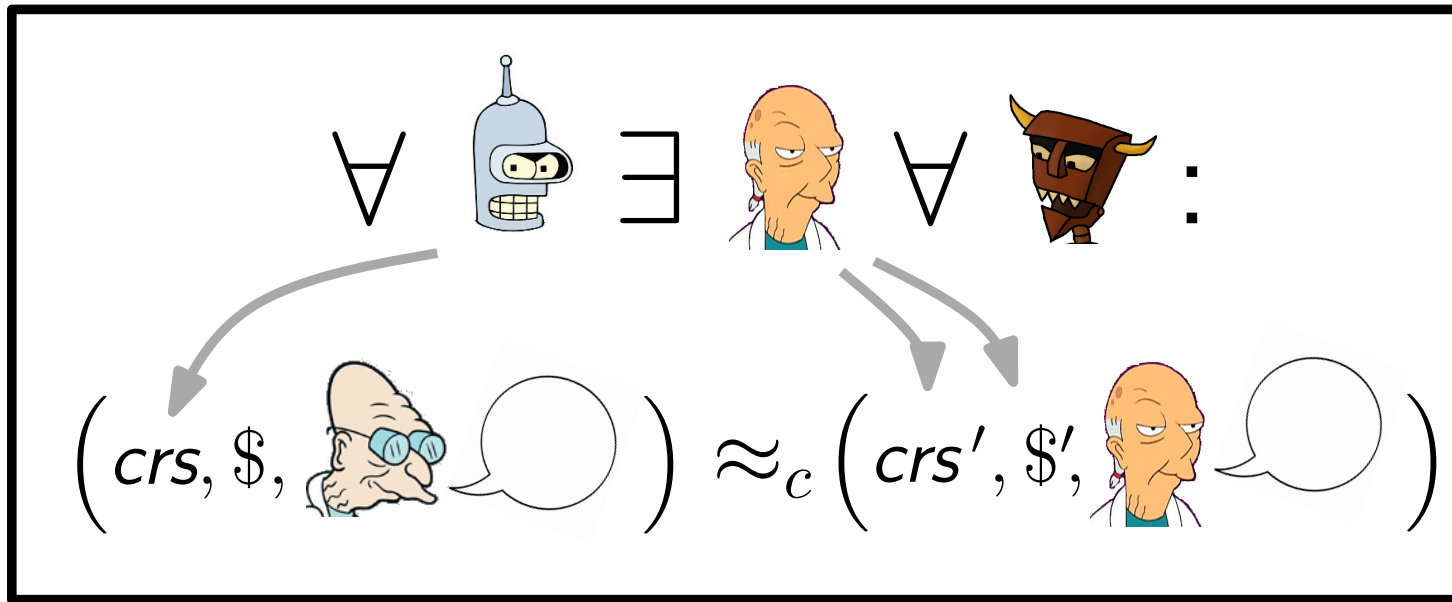 ∀ ∃ ∀ :
( crs, $, ) ≈c ( crs′, $′, )